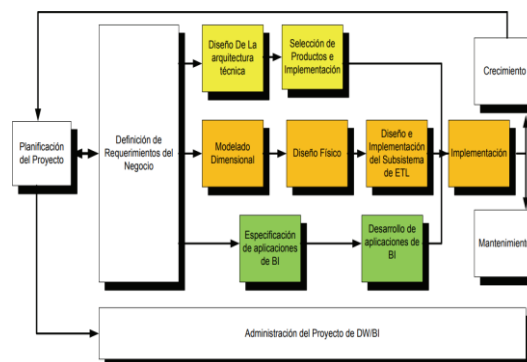 Diseño De La
arquitectura
técnica
Selección de
Productos e
Implementación
Crecimiento
Planificación
del Proyecto
Definición de
Requerimientos del
Negocio
Modelado
Dimensional
Diseño Físico
Diseño e
Implementación
del Subsistema
de ETL
Implementación
Especificación
de aplicaciones
de BI
Desarrollo de
aplicaciones de
BI
Mantenimiento
Administración del Proyecto de DW/BI